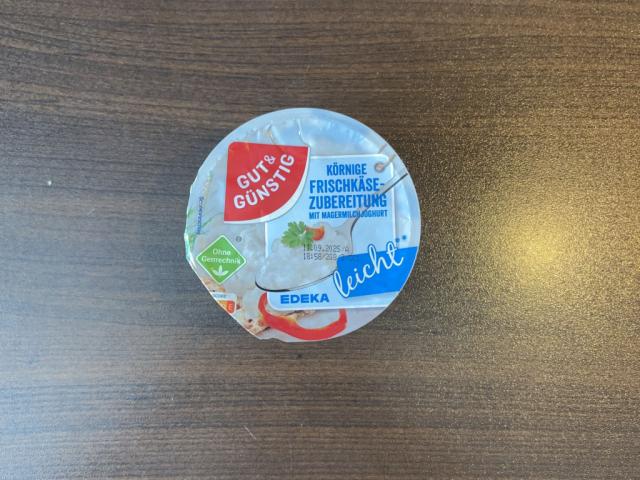 GUT&
GÜNSTIG
KÖRNIGE
FRISCHKÄSE-
ZUBEREITUNG
MIT MAGERMILCHJOGHURT
leicht**
Ohne
Gentechnik
EDEKA